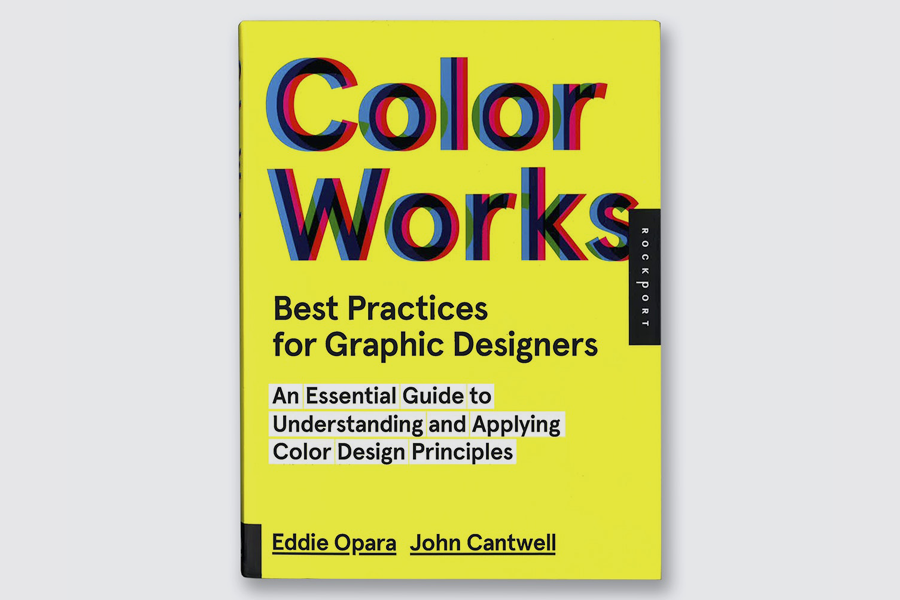 Color
Works
ROCKPORT
Best Practices
for Graphic Designers
An Essential Guide to
Understanding and Applying
Color Design Principles
Eddie Opara John Cantwell